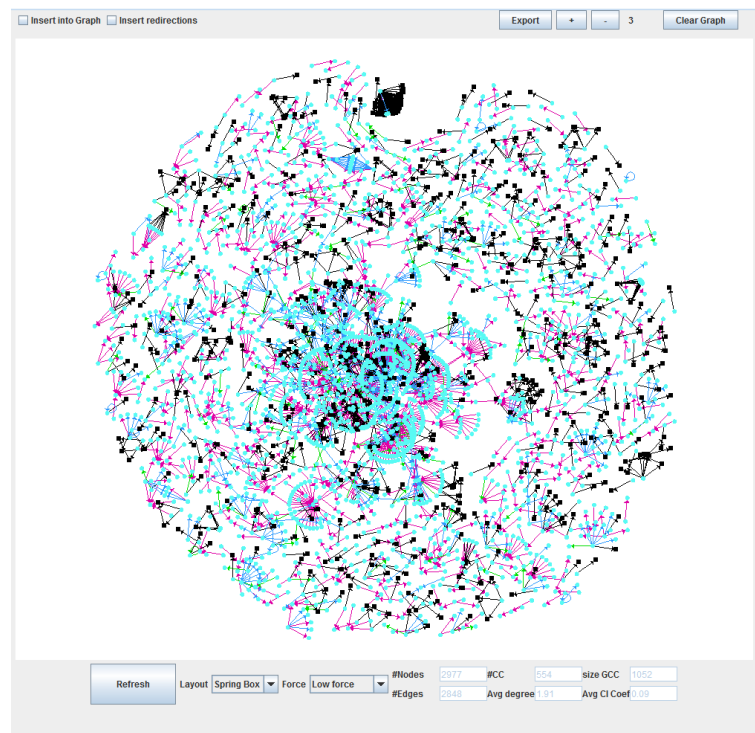 Insert into Graph Insert redirections Export + - 3 Clear Graph
#Nodes 2977 #CC 554 size GCC 1052
Refresh Layout Spring Box Force Low force
#Edges 2848 Avg degree 1.91 Avg Cl Coef 0.09